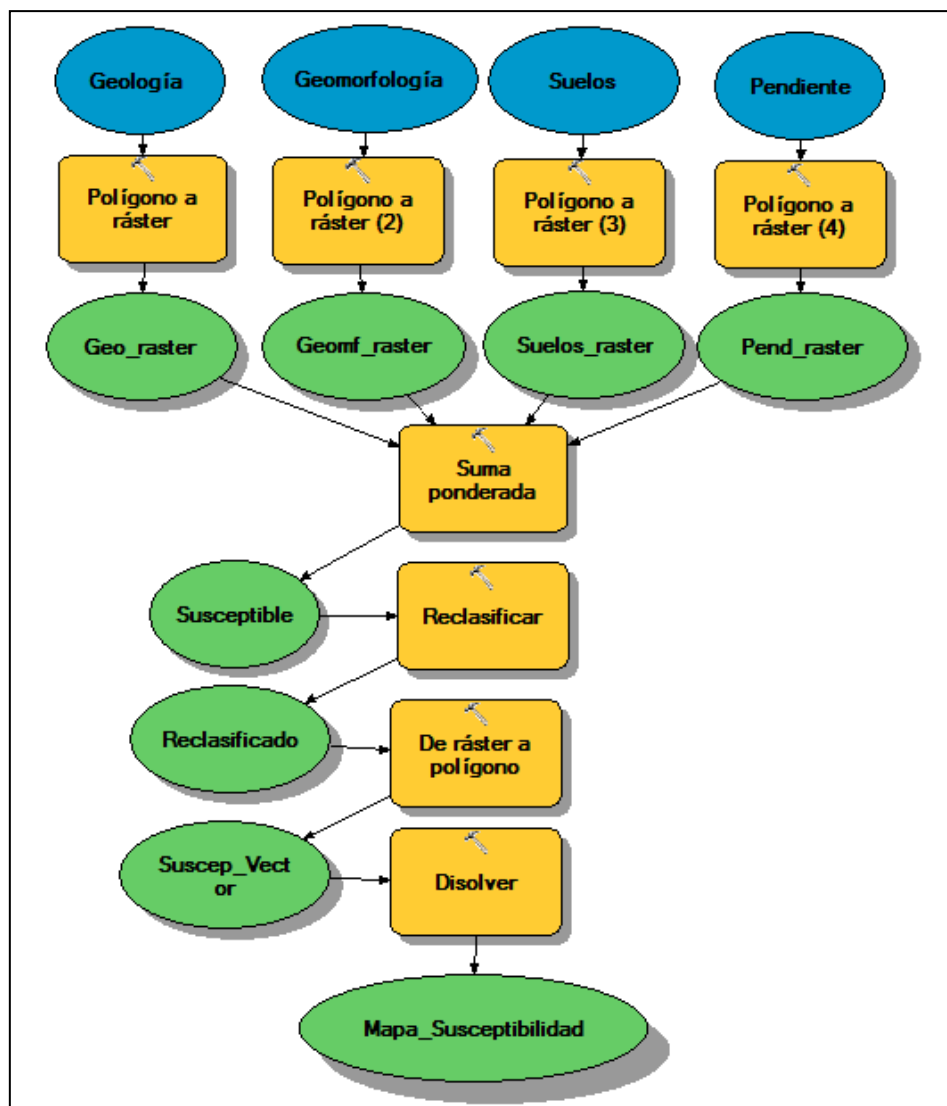 Geología
Geomorfología
Suelos
Pendiente
Polígono a
ráster
Polígono a
ráster (2)
Polígono a
ráster (3)
Polígono a
ráster (4)
Geo_raster
Geomf_raster
Suelos_raster
Pend_raster
Suma
ponderada
Susceptible
Reclasificar
Reclasificado
De ráster a
polígono
Suscep_Vect
or
Disolver
Mapa_Susceptibilidad